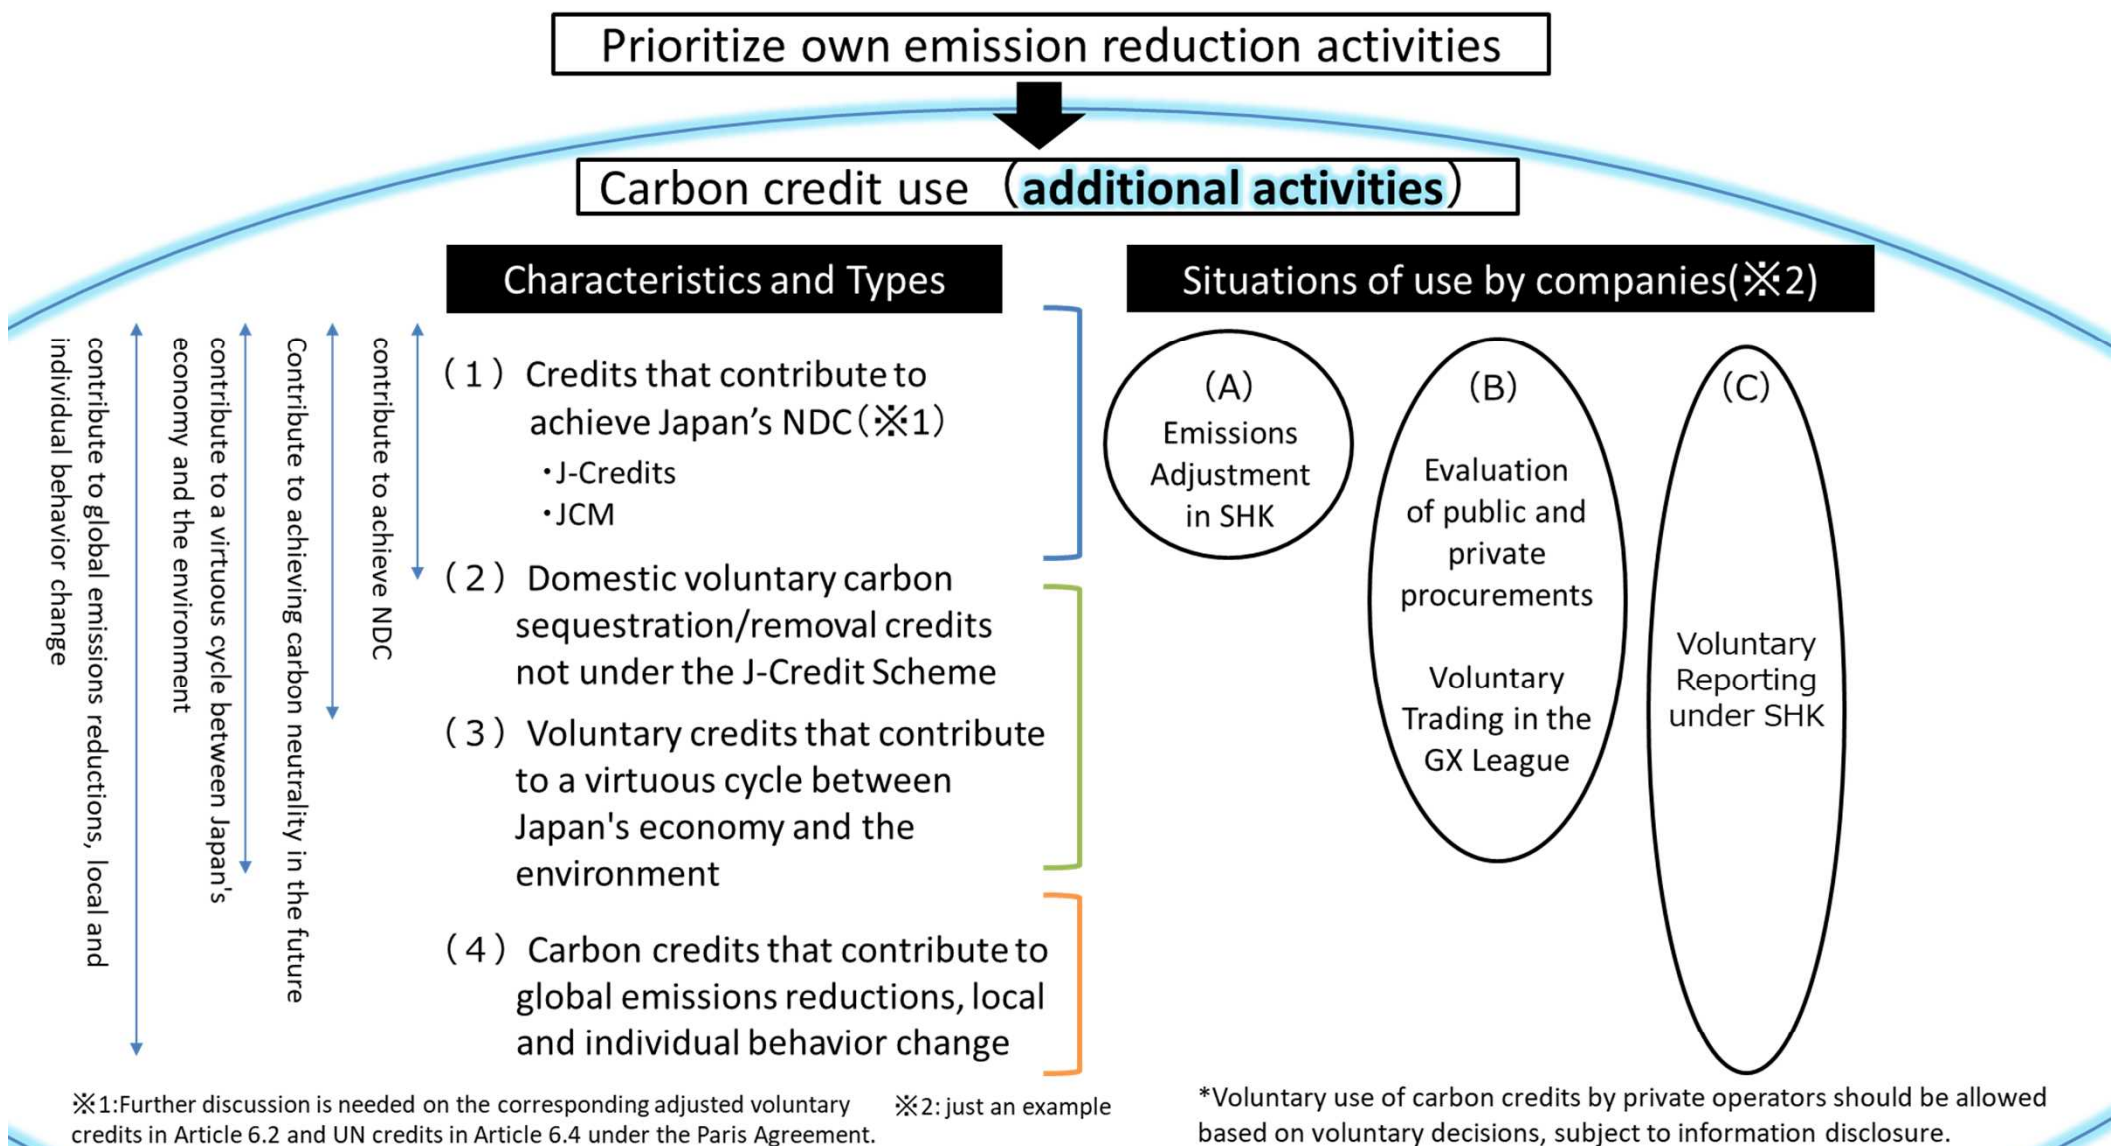 Prioritize own emission reduction activities
Carbon credit use （additional activities）
Characteristics and Types
Situations of use by companies(※2)
contribute to global emissions reductions, local and
individual behavior change
contribute to a virtuous cycle between Japan's
economy and the environment
Contribute to achieving carbon neutrality in the future
contribute to achieve NDC
（１）Credits that contribute to
achieve Japan’s NDC（※1）
・J-Credits
・JCM
（２）Domestic voluntary carbon
sequestration/removal credits
not under the J-Credit Scheme
（３）Voluntary credits that contribute
to a virtuous cycle between
Japan's economy and the
environment
（４）Carbon credits that contribute to
global emissions reductions, local
and individual behavior change
（A）
Emissions
Adjustment
in SHK
（B）
Evaluation
of public and
private
procurements
Voluntary
Trading in the
GX League
（C）
Voluntary
Reporting
under SHK
※1:Further discussion is needed on the corresponding adjusted voluntary
credits in Article 6.2 and UN credits in Article 6.4 under the Paris Agreement.
※2: just an example
*Voluntary use of carbon credits by private operators should be allowed
based on voluntary decisions, subject to information disclosure.